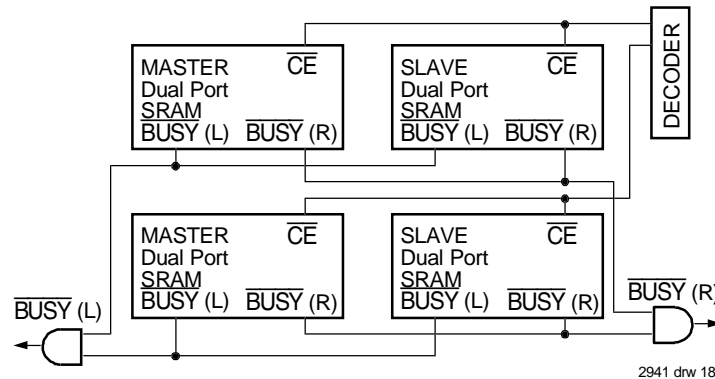 MASTER
Dual Port
SRAM
BUSY (L) BUSY (R)
CE
SLAVE
Dual Port
SRAM
BUSY (L) BUSY (R)
CE
DECODER
MASTER
Dual Port
SRAM
BUSY (L) BUSY (R)
CE
SLAVE
Dual Port
SRAM
BUSY (L) BUSY (R)
CE
BUSY (L)
BUSY (R)
2941 drw 18